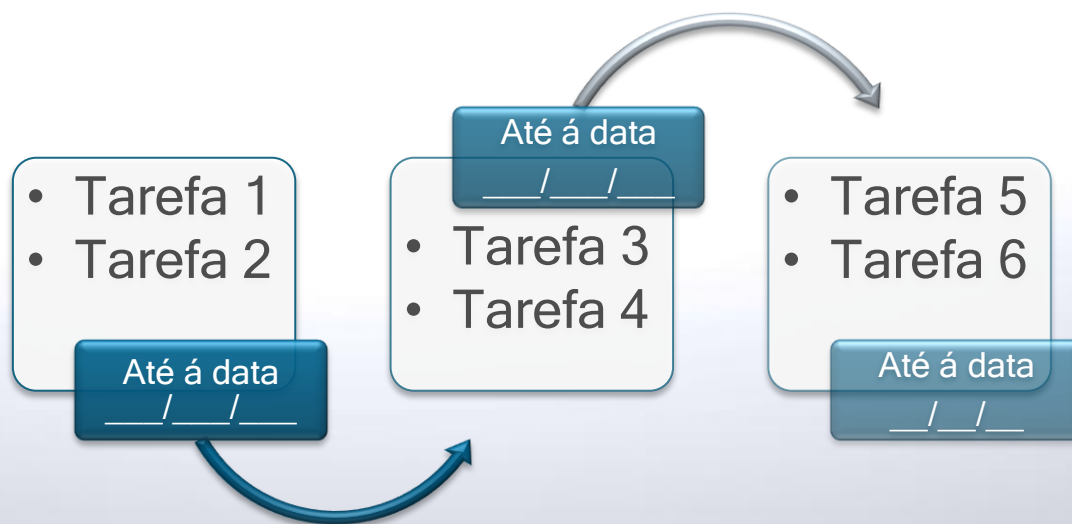 • Tarefa 1
• Tarefa 2
Até á data
___/___/___
Até á data
___/___/___
• Tarefa 3
• Tarefa 4
• Tarefa 5
• Tarefa 6
Até á data
__/__/__